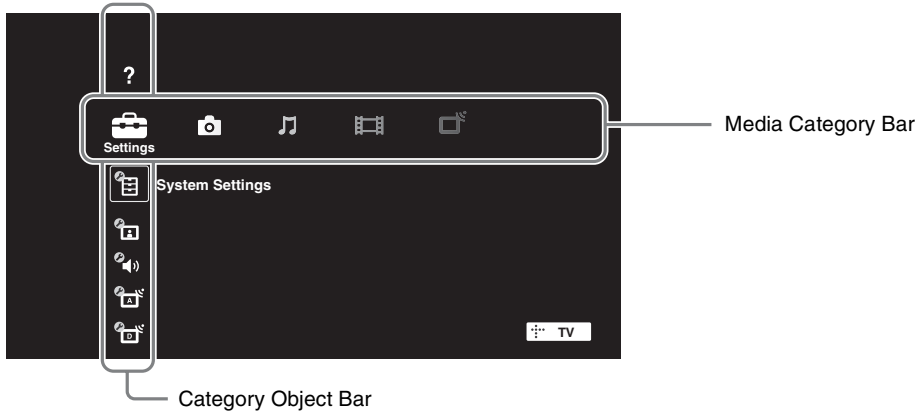 ?
Settings
Media Category Bar
System Settings
A
D
TV
Category Object Bar